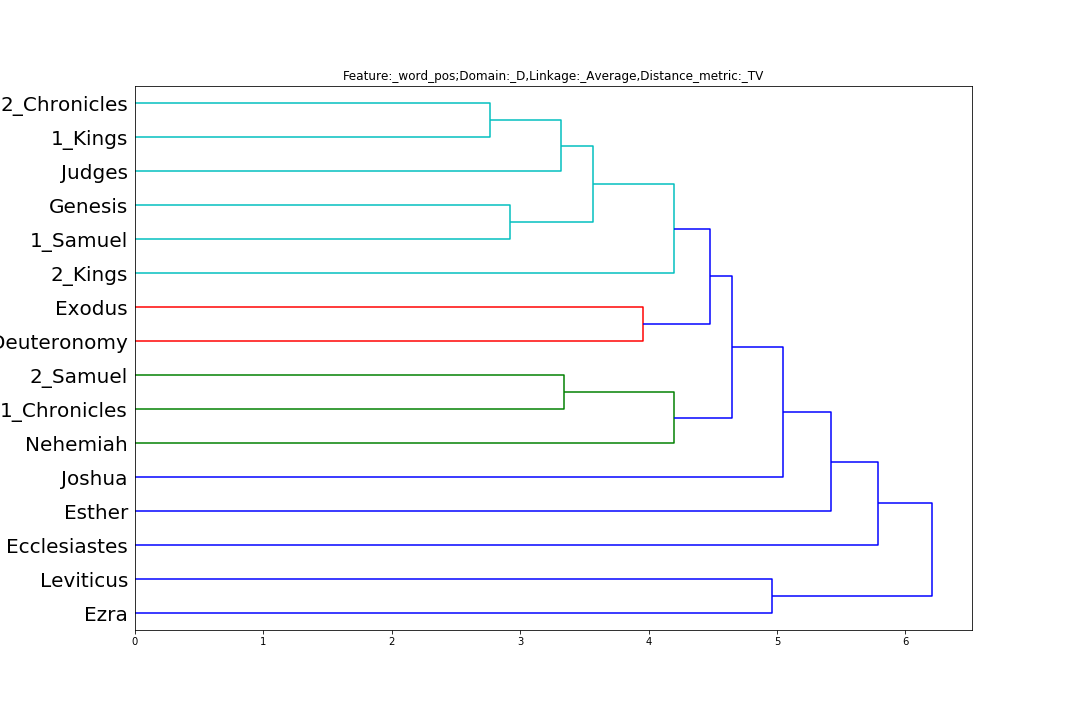 Feature:_word_pos;Domain:_D,Linkage:_Average,Distance_metric:_TV
2_Chronicles
1_Kings
Judges
Genesis
1_Samuel
2_Kings
Exodus
Deuteronomy
2_Samuel
1_Chronicles
Nehemiah
Joshua
Esther
Ecclesiastes
Leviticus
Ezra
0 1 2 3 4 5 6